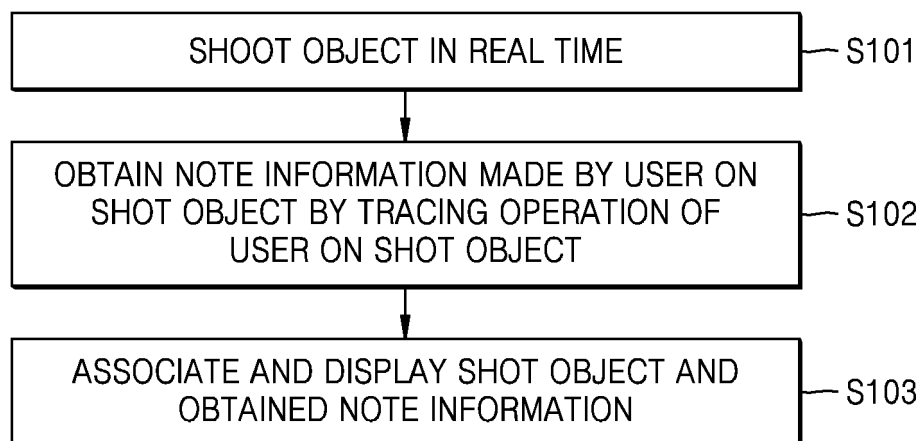 SHOOT OBJECT IN REAL TIME
S101
OBTAIN NOTE INFORMATION MADE BY USER ON
SHOT OBJECT BY TRACING OPERATION OF
USER ON SHOT OBJECT
S102
ASSOCIATE AND DISPLAY SHOT OBJECT AND
OBTAINED NOTE INFORMATION
S103